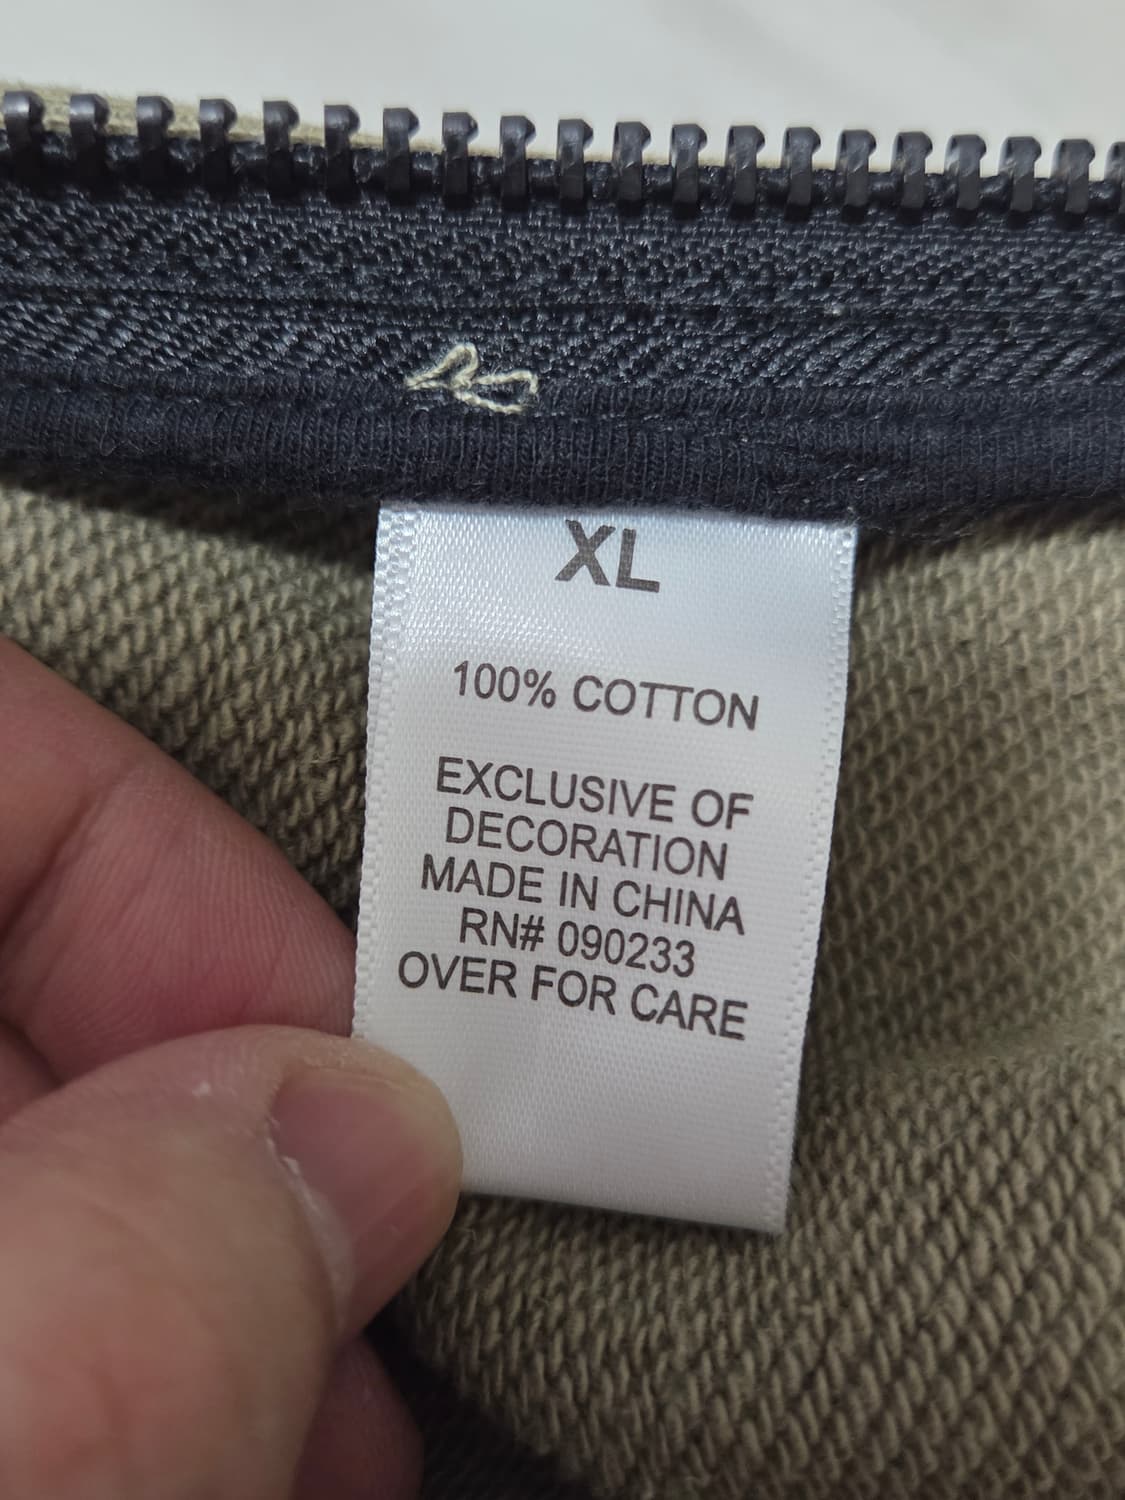 XL
100% COTTON
EXCLUSIVE OF
DECORATION
MADE IN CHINA
RN# 090233
OVER FOR CARE